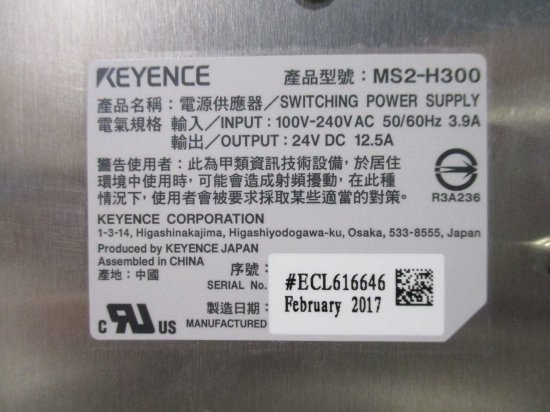 KEYENCE 產品型號：MS2-H300
產品名稱：電源供應器/SWITCHING POWER SUPPLY
電氣規格 輸入/INPUT: 100V-240V AC 50/60Hz 3.9A
輸出/OUTPUT: 24V DC 12.5A
警告使用者：此為甲類資訊技術設備，於居住
環境中使用時，可能會造成射頻擾動，在此種
情況下，使用者會被要求採取某些適當的對策。
R3A236
KEYENCE CORPORATION
1-3-14, Higashinakajima, Higashiyodogawa-ku, Osaka, 533-8555, Japan
Produced by KEYENCE JAPAN
Assembled in CHINA
產地：中國
序號：
SERIAL No.
#ECL616646
製造日期：
MANUFACTURED
February 2017
C RU US